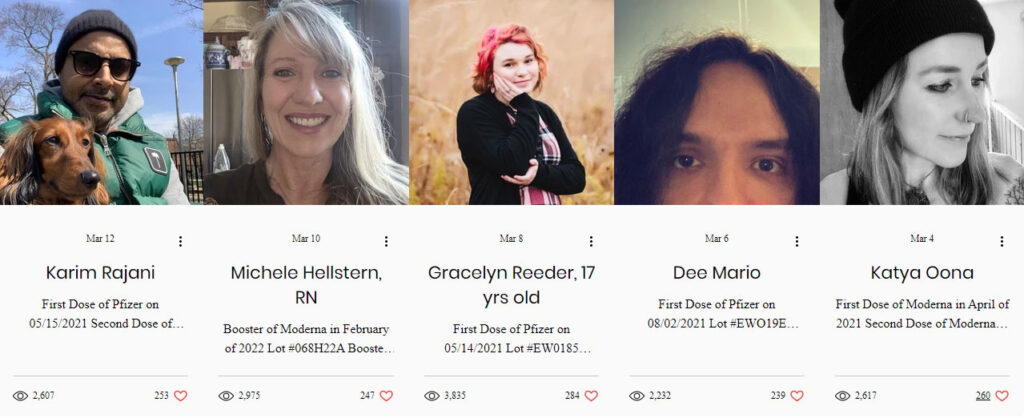 Mar 12
Karim Rajani
First Dose of Pfizer on
05/15/2021 Second Dose of...
2,607
253
Mar 10
Michele Hellstern,
RN
Booster of Moderna in February
of 2022 Lot #068H22A Booste...
2,975
247
Mar 8
Gracelyn Reeder, 17
yrs old
First Dose of Pfizer on
05/14/2021 Lot #EW0185...
3,835
284
Mar 6
Dee Mario
First Dose of Pfizer on
08/02/2021 Lot #EWO19E...
2,232
239
Mar 4
Katya Oona
First Dose of Moderna in April of
2021 Second Dose of Moderna...
2,617
260